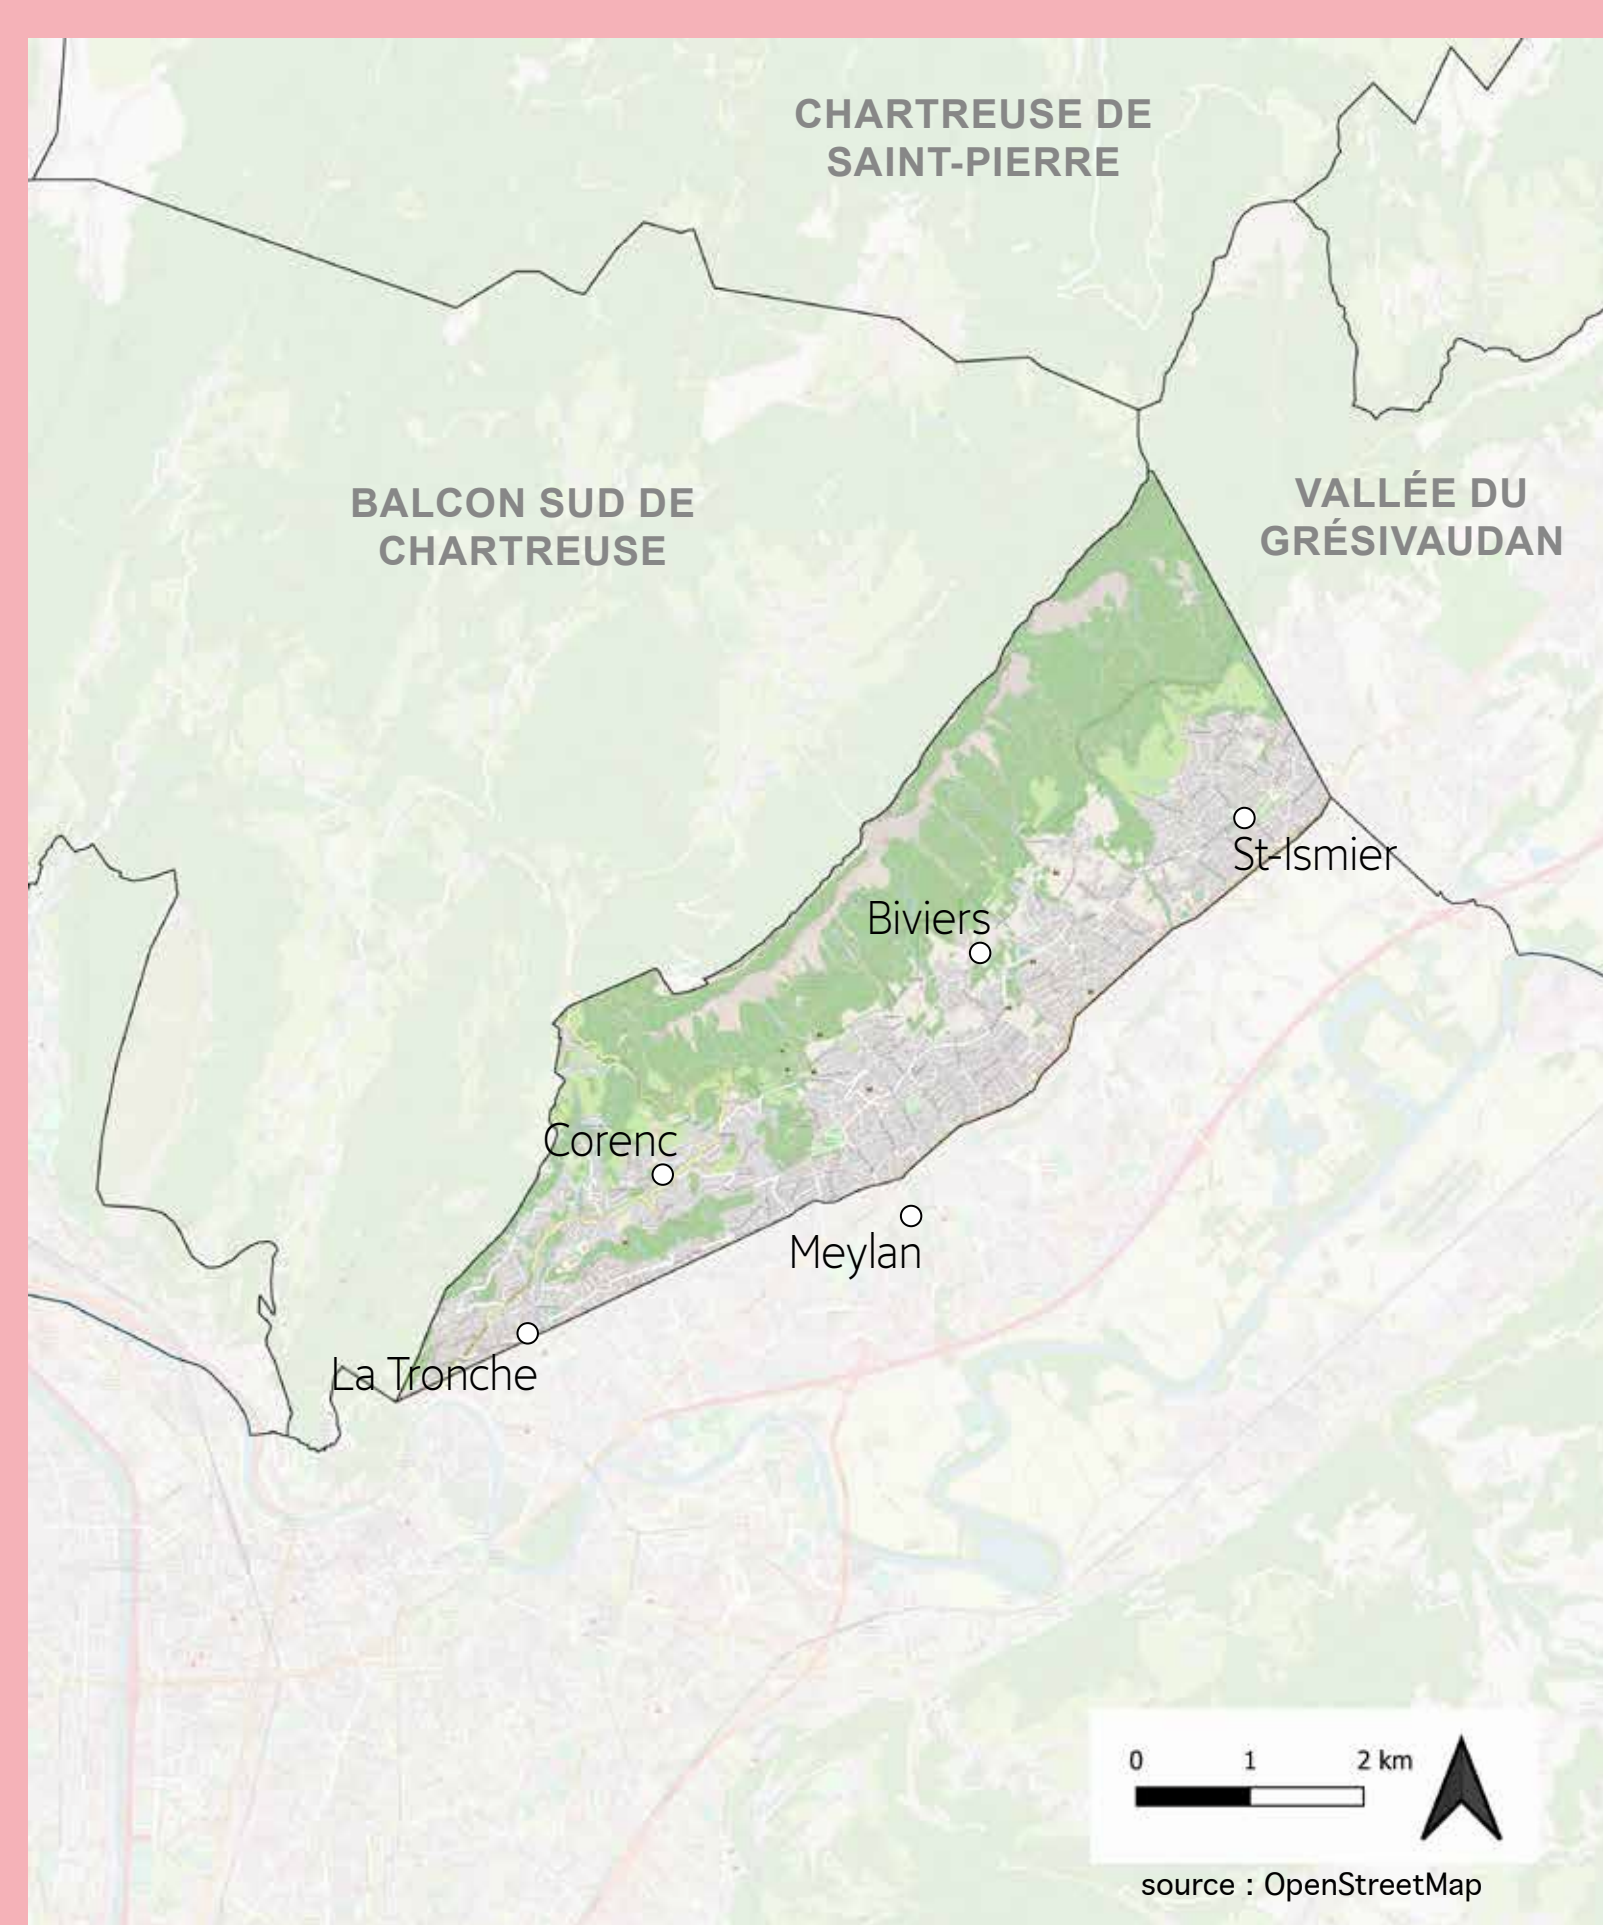 CHARTREUSE DE
SAINT-PIERRE
BALCON SUD DE
CHARTREUSE
VALLÉE DU
GRÉSIVAUDAN
St-Ismier
Biviers
Corenc
Meylan
La Tronche
0 1 2 km
source : OpenStreetMap